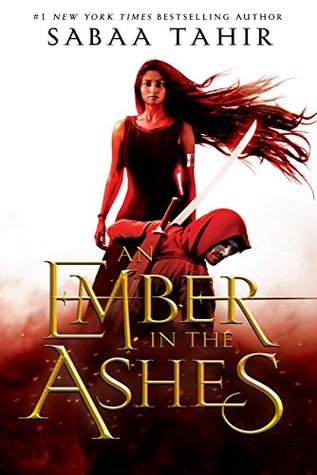 #1 NEW YORK TIMES BESTSELLING AUTHOR
SABAA TAHIR
AN
EMBER
IN THE
ASHES